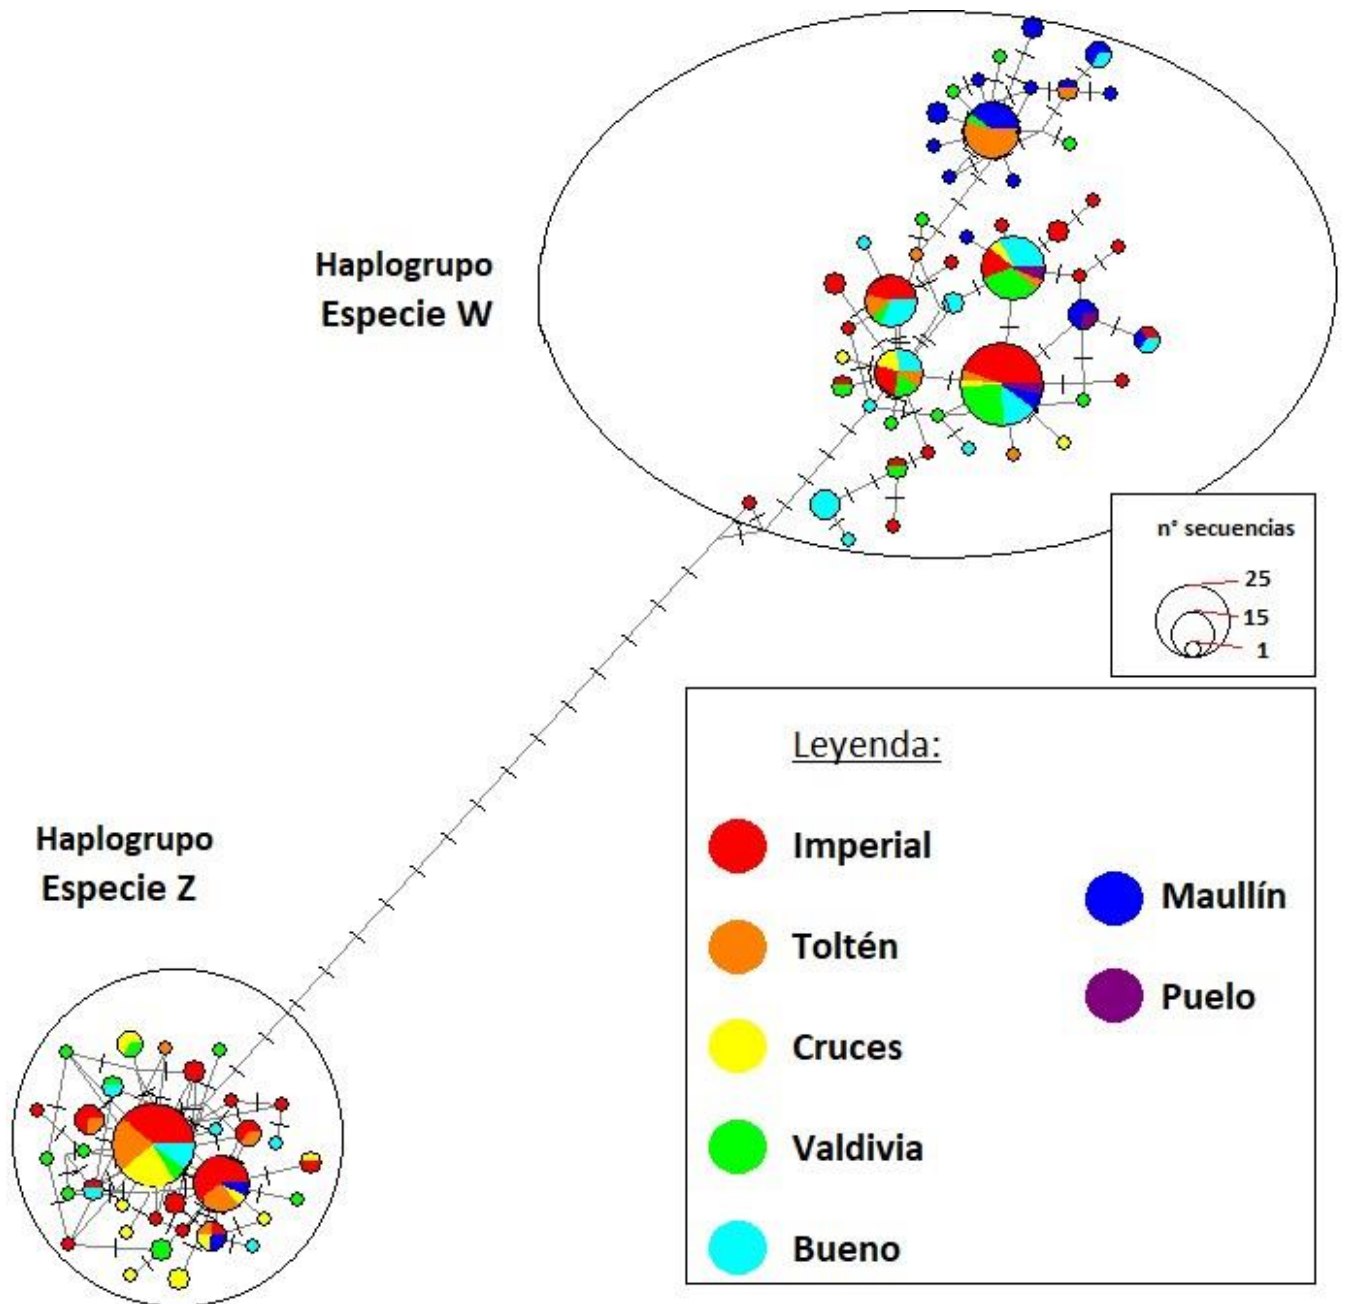 Haplogrupo
Especie W
n° secuencias
25
15
1
Leyenda:
Imperial
Maullín
Toltén
Puelo
Cruces
Valdivia
Bueno
Haplogrupo
Especie Z